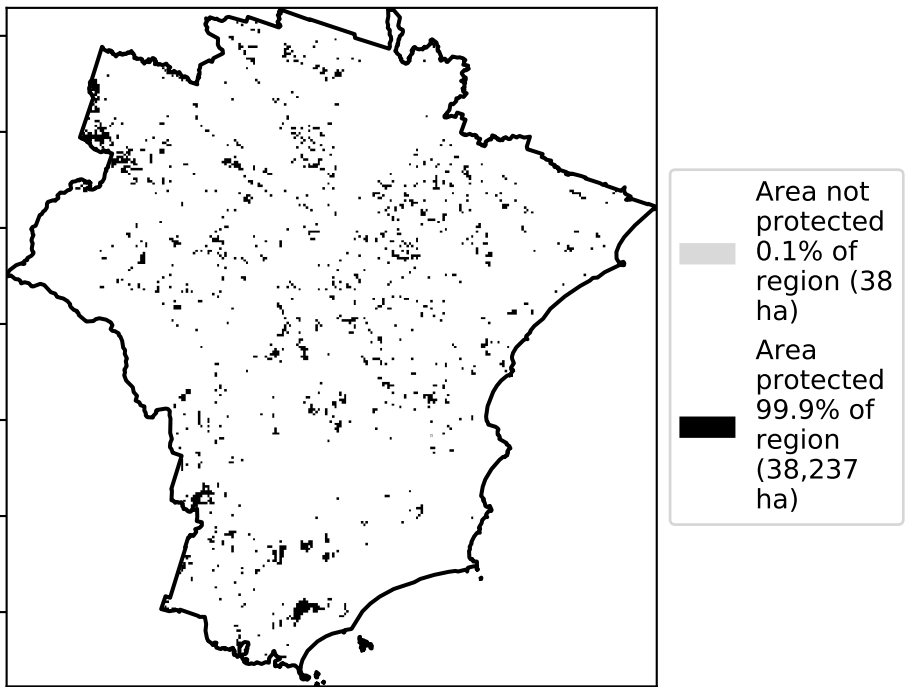 Area not
protected
0.1% of
region (38
ha)
Area
protected
99.9% of
region
(38,237
ha)